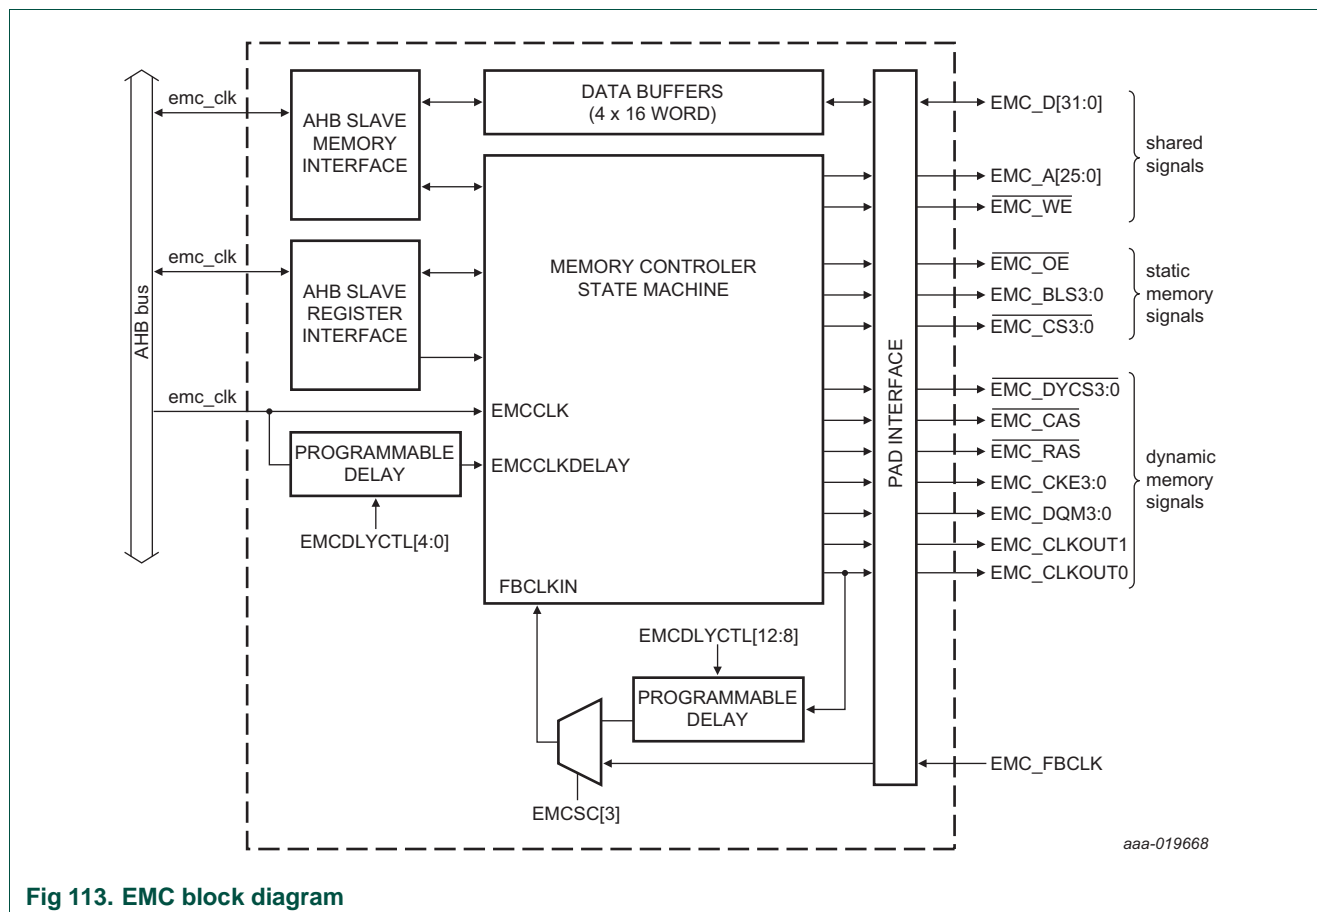 emc_clk
AHB SLAVE
MEMORY
INTERFACE
DATA BUFFERS
(4 x 16 WORD)
EMC_D[31:0]
EMC_A[25:0]
EMC_WE
shared
signals
emc_clk
AHB SLAVE
REGISTER
INTERFACE
MEMORY CONTROLER
STATE MACHINE
EMC_OE
EMC_BLS3:0
EMC_CS3:0
static
memory
signals
AHB bus
PAD INTERFACE
emc_clk
EMCCLK
PROGRAMMABLE
DELAY
EMCCLKDELAY
EMCDLYCTL[4:0]
FBCLKIN
EMC_DYCS3:0
EMC_CAS
EMC_RAS
EMC_CKE3:0
EMC_DQM3:0
EMC_CLKOUT1
EMC_CLKOUT0
dynamic
memory
signals
EMCDLYCTL[12:8]
PROGRAMMABLE
DELAY
EMC_FBCLK
EMCSC[3]
aaa-019668
Fig 113. EMC block diagram